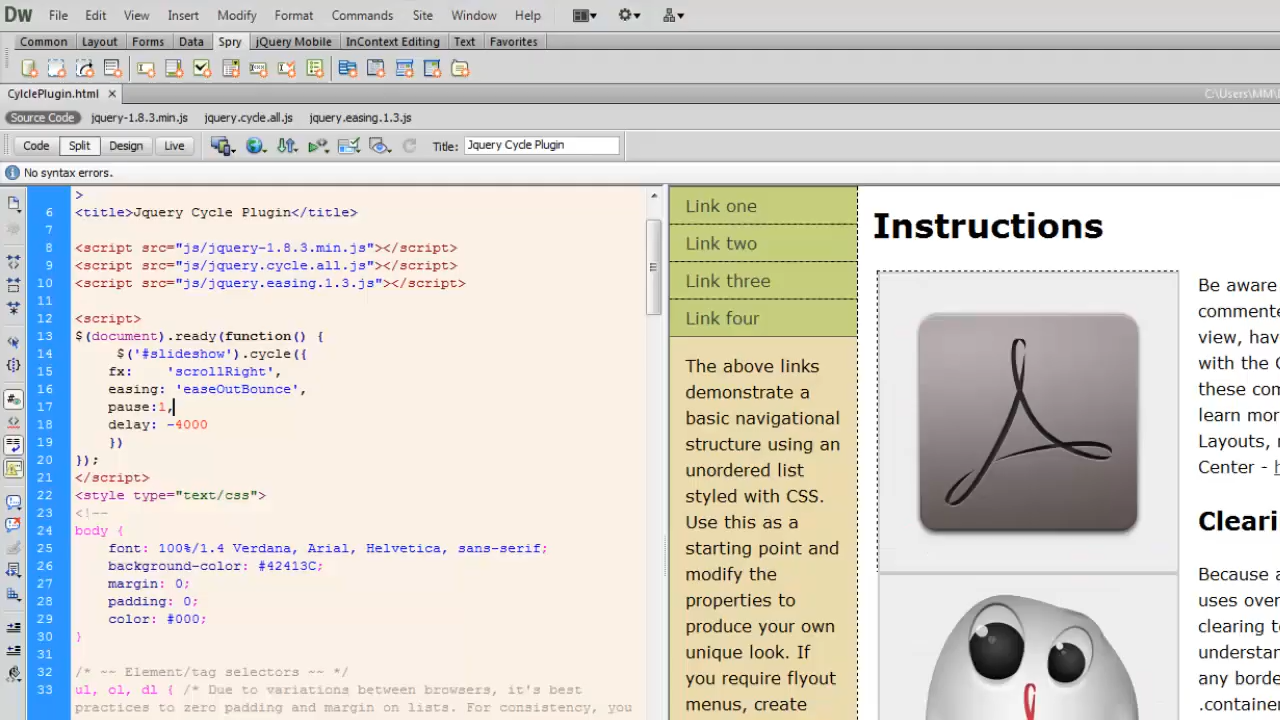 Dw File Edit View Insert Modify Format Commands Site Window Help
Common Layout Forms Data Spry jQuery Mobile InContext Editing Text Favorites
CylclePlugin.html × C:\Users\MM\
Source Code jquery-1.8.3.min.js jquery.cycle.all.js jquery.easing.1.3.js
Code Split Design Live Title: Jquery Cycle Plugin
No syntax errors.
>
6 <title>Jquery Cycle Plugin</title>
7
8 <script src="js/jquery-1.8.3.min.js"></script>
9 <script src="js/jquery.cycle.all.js"></script>
10 <script src="js/jquery.easing.1.3.js"></script>
11
12 <script>
13 $(document).ready(function() {
14 $('#slideshow').cycle({
15 fx: 'scrollRight',
16 easing: 'easeOutBounce',
17 pause:1,
18 delay: -4000
19 })
20 });
21 </script>
22 <style type="text/css">
23 <!--
24 body {
25 font: 100%/1.4 Verdana, Arial, Helvetica, sans-serif;
26 background-color: #42413C;
27 margin: 0;
28 padding: 0;
29 color: #000;
30 }
31
32 /* ~~ Element/tag selectors ~~ */
33 ul, ol, dl { /* Due to variations between browsers, it's best
practices to zero padding and margin on lists. For consistency, you
Link one
Link two
Link three
Link four
The above links
demonstrate a
basic navigational
structure using an
unordered list
styled with CSS.
Use this as a
starting point and
modify the
properties to
produce your own
unique look. If
you require flyout
menus, create
Instructions
Be aware
commente
view, hav
with the C
these com
learn mor
Layouts, r
Center - h
Cleari
Because a
uses over
clearing to
understan
any borde
.container